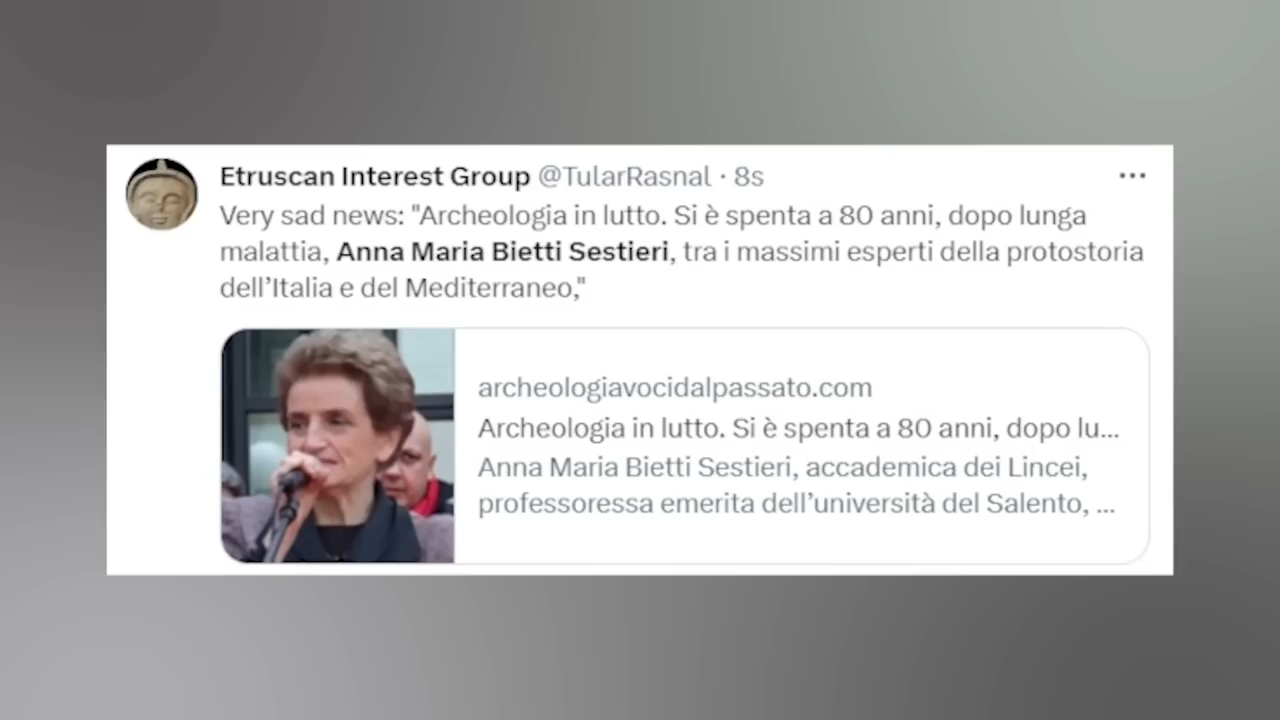 Etruscan Interest Group @TularRasnal · 8s
Very sad news: "Archeologia in lutto. Si è spenta a 80 anni, dopo lunga
malattia, Anna Maria Bietti Sestieri, tra i massimi esperti della protostoria
dell’Italia e del Mediterraneo,"
archeologiavocidalpassato.com
Archeologia in lutto. Si è spenta a 80 anni, dopo lu...
Anna Maria Bietti Sestieri, accademica dei Lincei,
professoressa emerita dell’università del Salento, ...